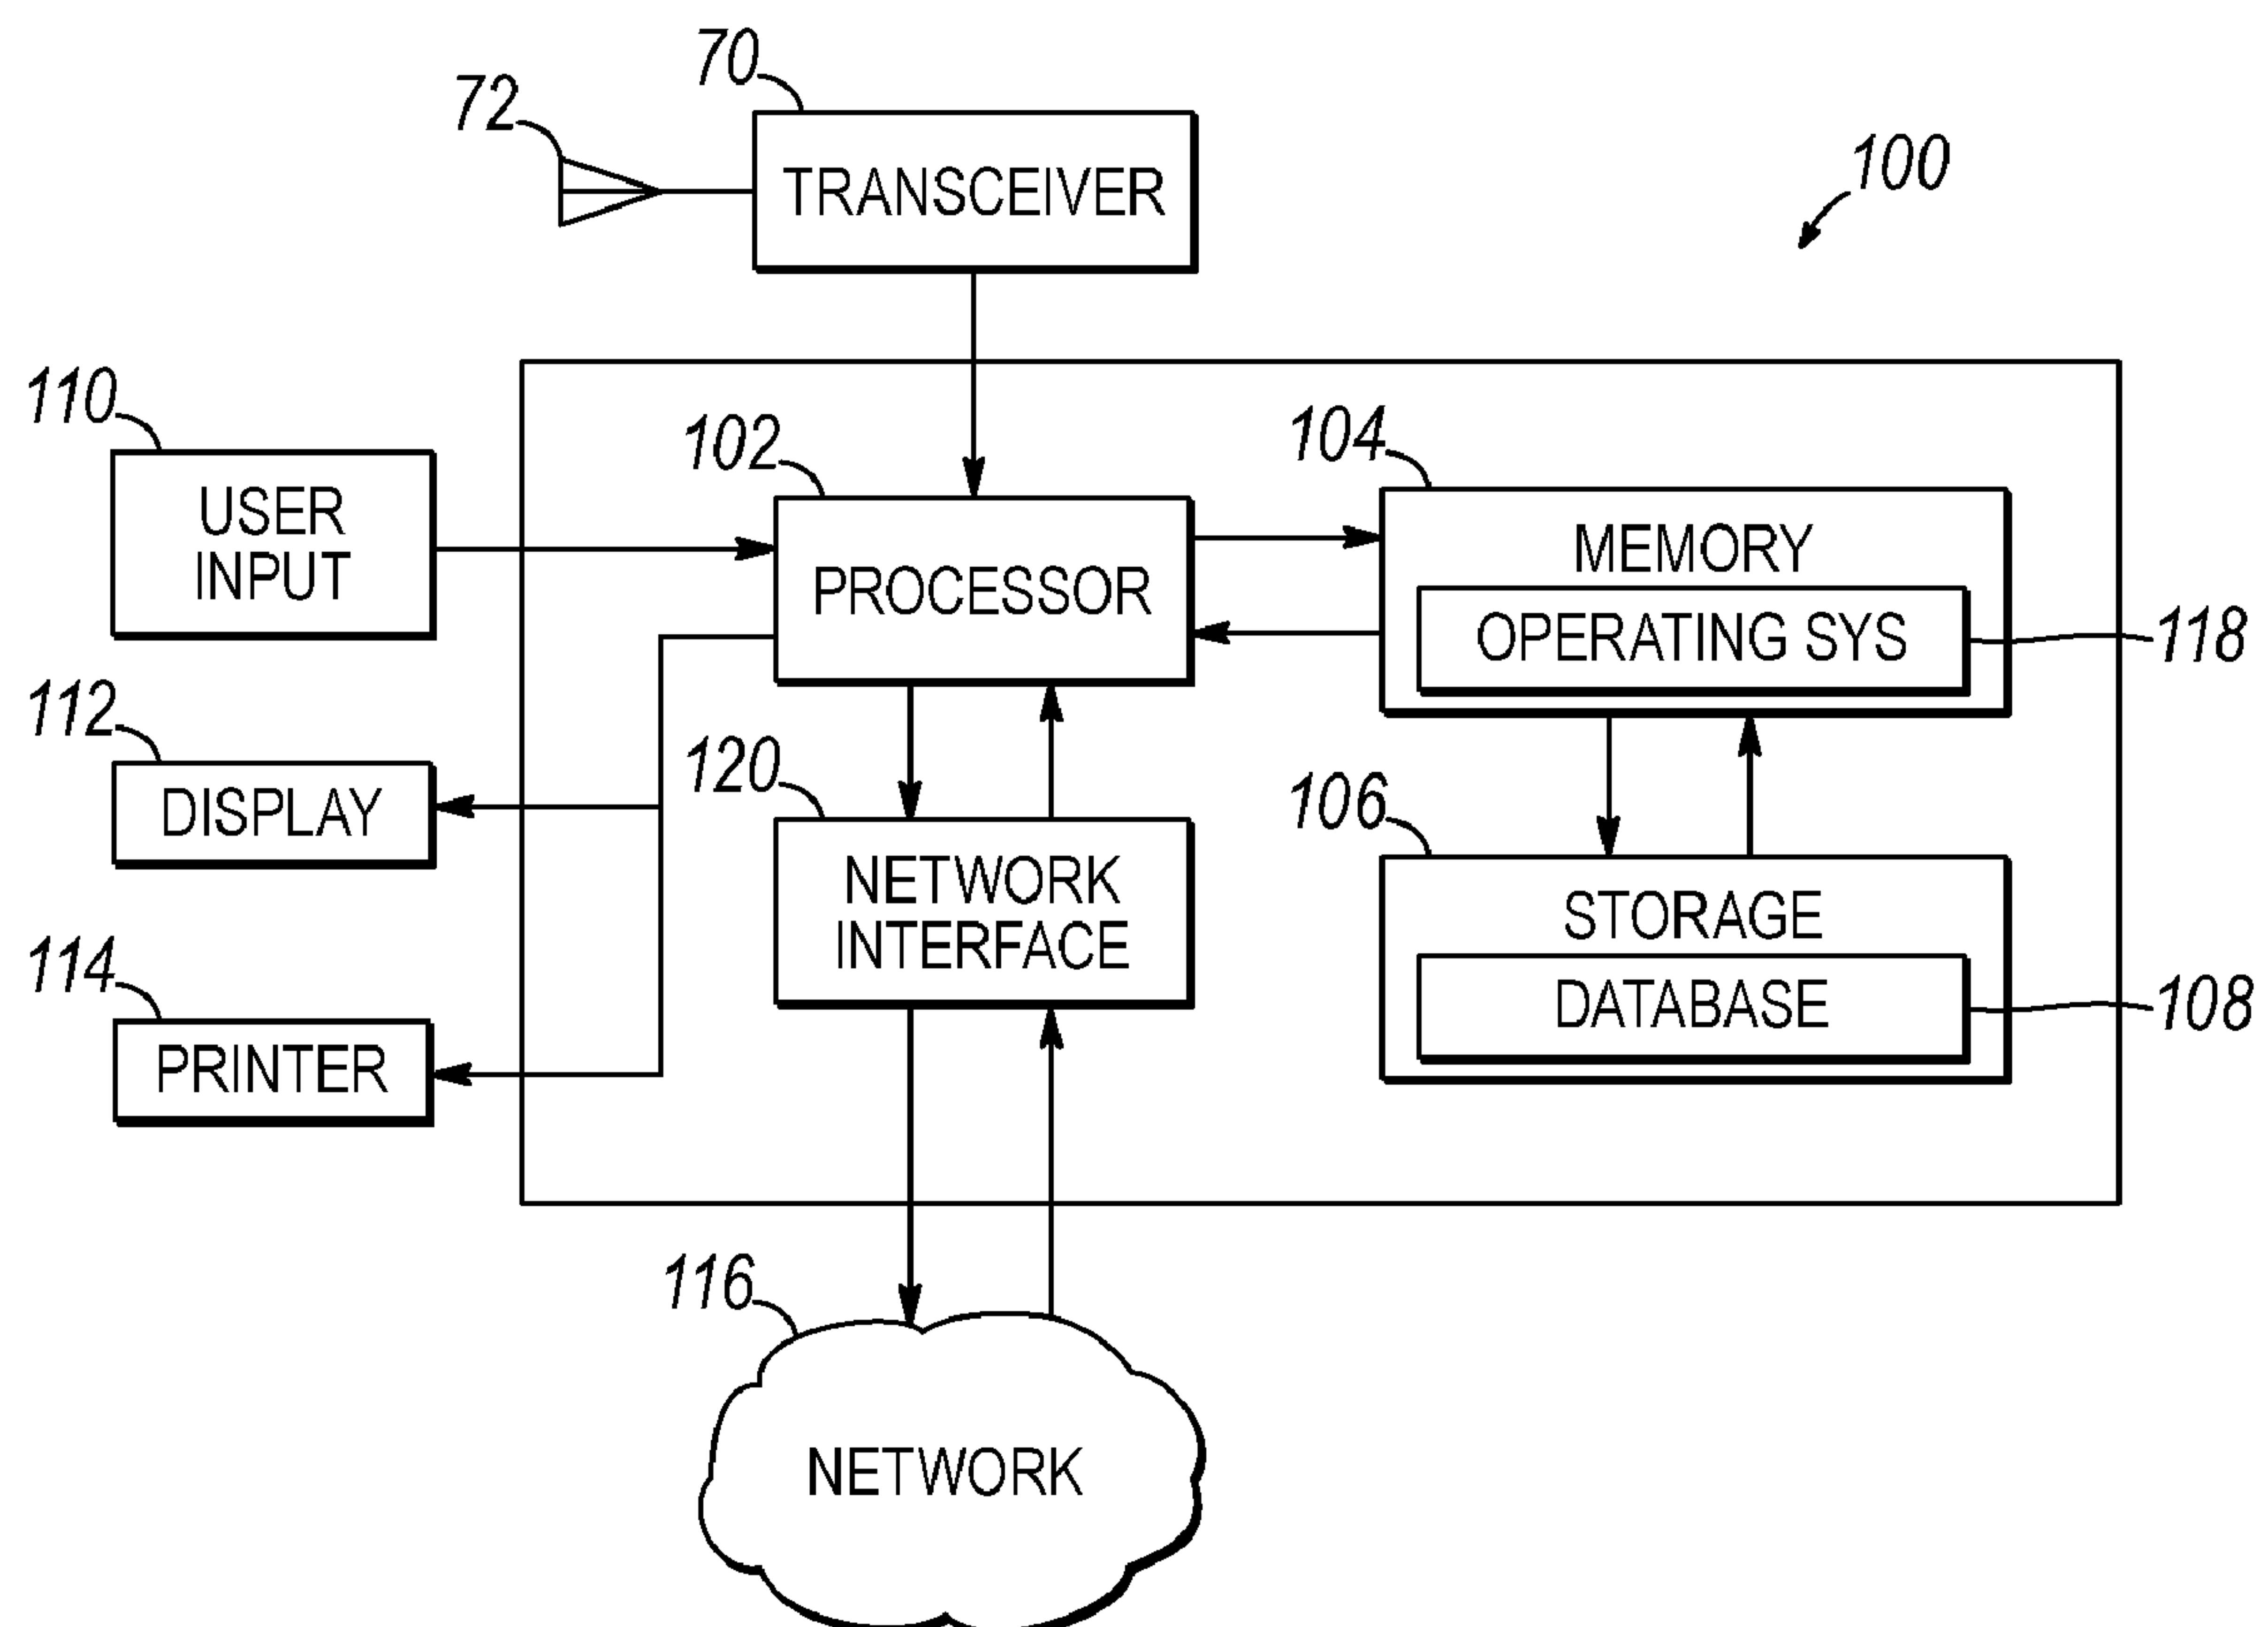 70
72
TRANSCEIVER
100
110
USER
INPUT
102
PROCESSOR
104
MEMORY
OPERATING SYS
118
112
DISPLAY
120
NETWORK
INTERFACE
106
STORAGE
DATABASE
108
114
PRINTER
116
NETWORK